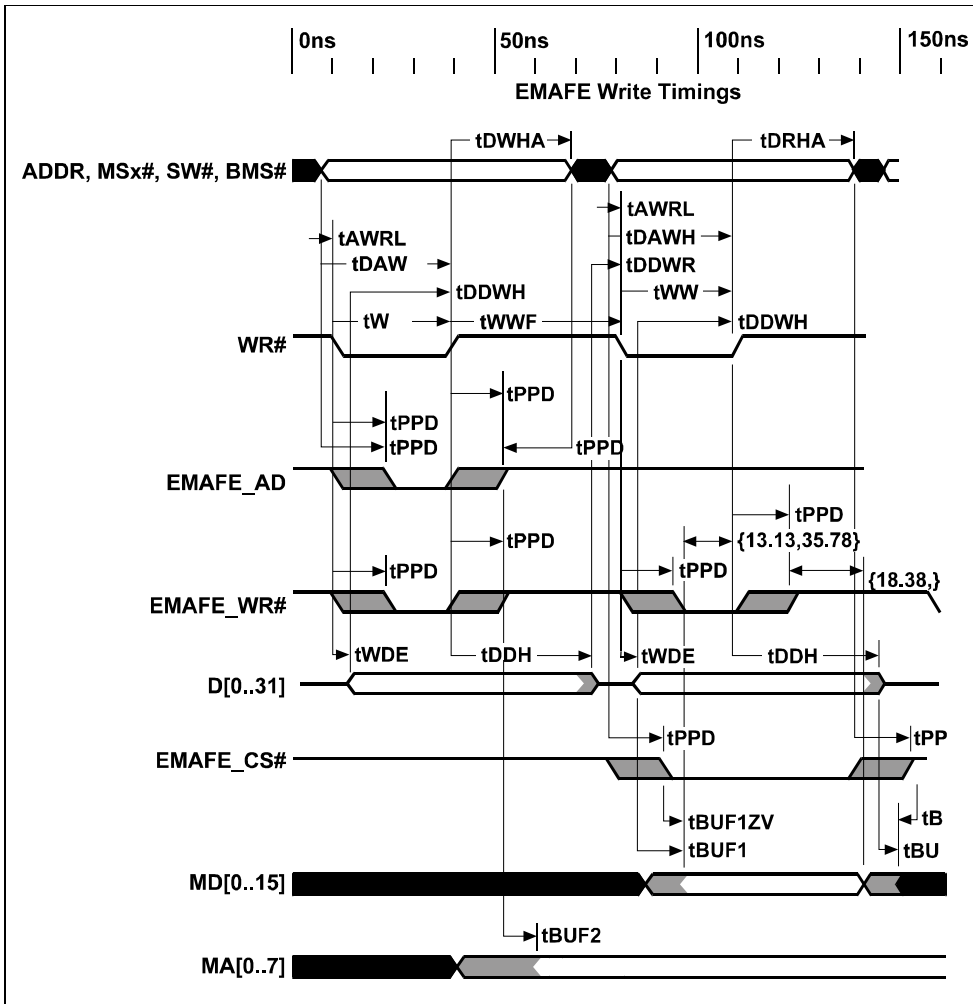 0ns 50ns 100ns 150ns
EMAFE Write Timings
tDWHA tDRHA
ADDR, MSx#, SW#, BMS#
tAWRL tAWRL
tDAW tDAWH
tDDWR
tDDWH tWW
tW tWWF tDDWH
WR#
tPPD
tPPD
tPPD tPPD
EMAFE_AD
tPPD
tPPD {13.13,35.78}
tPPD tPPD {18.38,}
EMAFE_WR#
tWDE tDDH tWDE tDDH
D[0..31]
tPPD tPP
EMAFE_CS#
tBUF1ZV tB
tBUF1 tBU
MD[0..15]
tBUF2
MA[0..7]